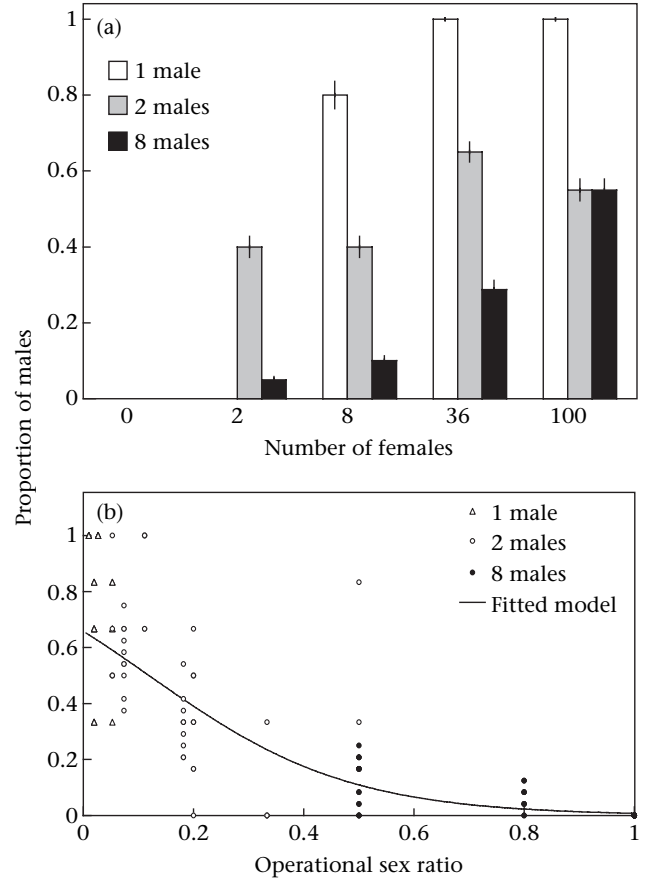 1
(a)
1 male
2 males
8 males
0.8
0.6
0.4
0.2
0
0 2 8 36 100
Number of females
Proportion of males
(b)
1
1 male
2 males
8 males
Fitted model
0.8
0.6
0.4
0.2
0
0 0.2 0.4 0.6 0.8 1
Operational sex ratio